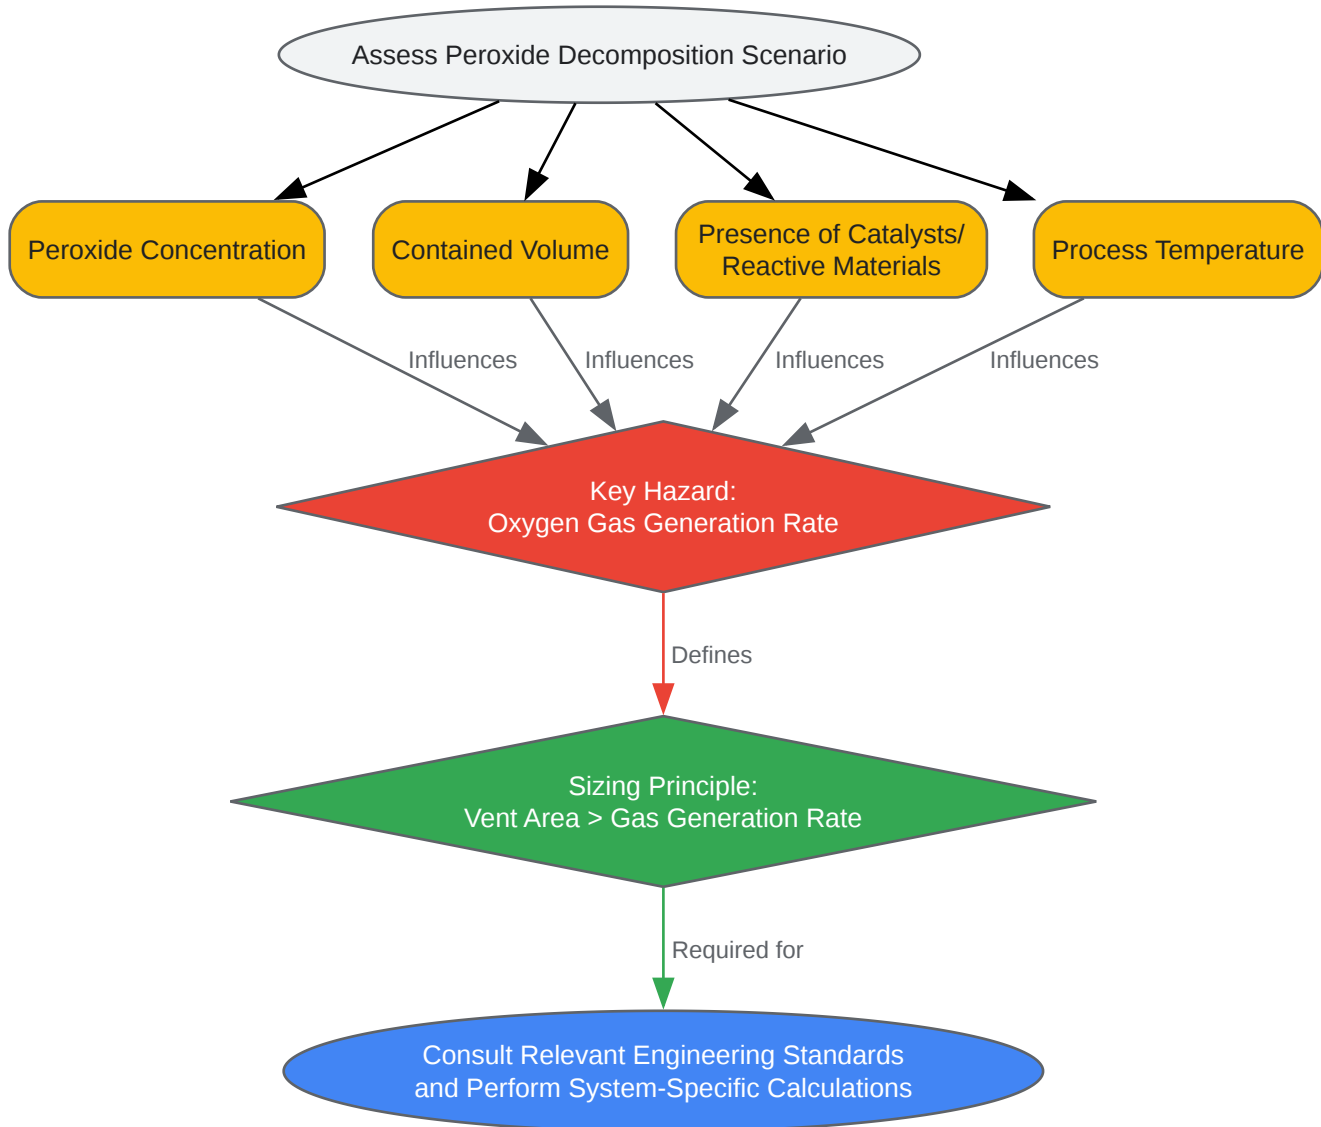 Assess Peroxide Decomposition Scenario
Peroxide Concentration
Contained Volume
Presence of Catalysts/
Reactive Materials
Process Temperature
Influences
Influences
Influences
Influences
Key Hazard:
Oxygen Gas Generation Rate
Defines
Sizing Principle:
Vent Area > Gas Generation Rate
Required for
Consult Relevant Engineering Standards
and Perform System-Specific Calculations